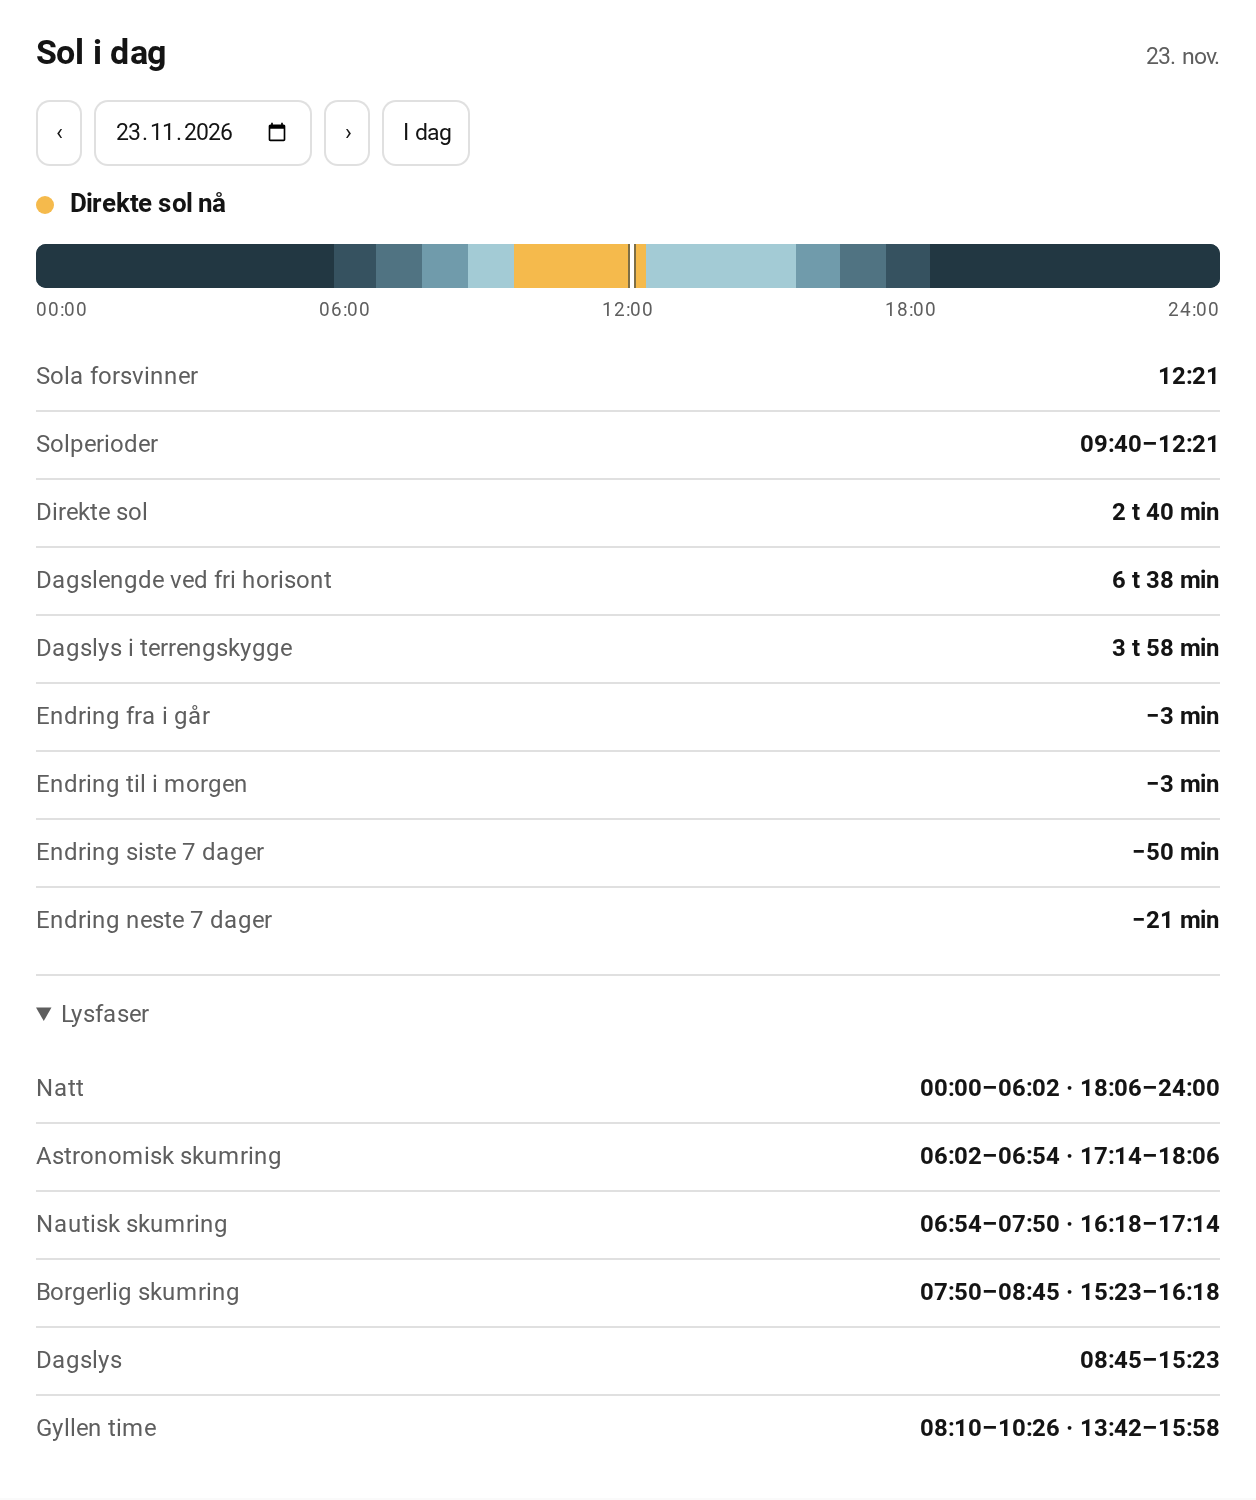 Sol i dag
23. nov.
‹ 23.11.2026 › I dag
Direkte sol nå
00:00 06:00 12:00 18:00 24:00
Sola forsvinner 12:21
Solperioder 09:40–12:21
Direkte sol 2 t 40 min
Dagslengde ved fri horisont 6 t 38 min
Dagslys i terrengskygge 3 t 58 min
Endring fra i går −3 min
Endring til i morgen −3 min
Endring siste 7 dager −50 min
Endring neste 7 dager −21 min
▼ Lysfaser
Natt 00:00–06:02 · 18:06–24:00
Astronomisk skumring 06:02–06:54 · 17:14–18:06
Nautisk skumring 06:54–07:50 · 16:18–17:14
Borgerlig skumring 07:50–08:45 · 15:23–16:18
Dagslys 08:45–15:23
Gyllen time 08:10–10:26 · 13:42–15:58